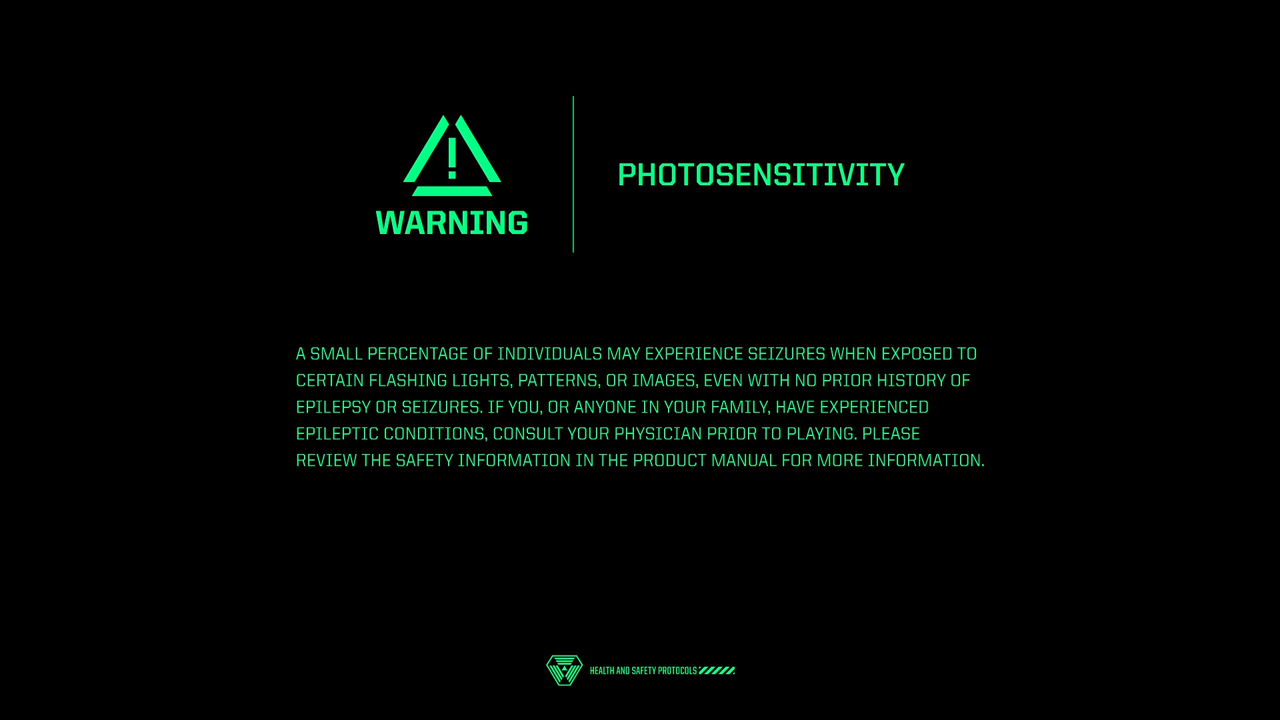 WARNING
PHOTOSENSITIVITY
A SMALL PERCENTAGE OF INDIVIDUALS MAY EXPERIENCE SEIZURES WHEN EXPOSED TO
CERTAIN FLASHING LIGHTS, PATTERNS, OR IMAGES, EVEN WITH NO PRIOR HISTORY OF
EPILEPSY OR SEIZURES. IF YOU, OR ANYONE IN YOUR FAMILY, HAVE EXPERIENCED
EPILEPTIC CONDITIONS, CONSULT YOUR PHYSICIAN PRIOR TO PLAYING. PLEASE
REVIEW THE SAFETY INFORMATION IN THE PRODUCT MANUAL FOR MORE INFORMATION.
HEALTH AND SAFETY PROTOCOLS